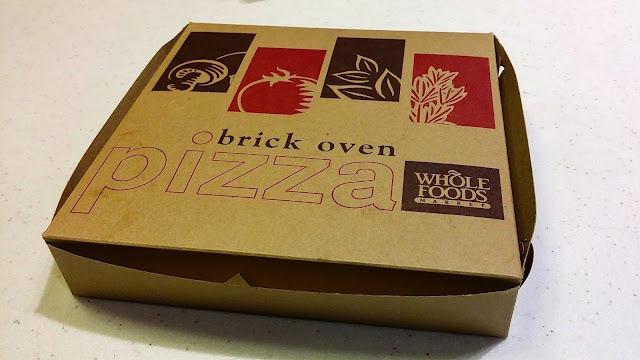 brick oven
pizza
WHOLE
FOODS
MARKET